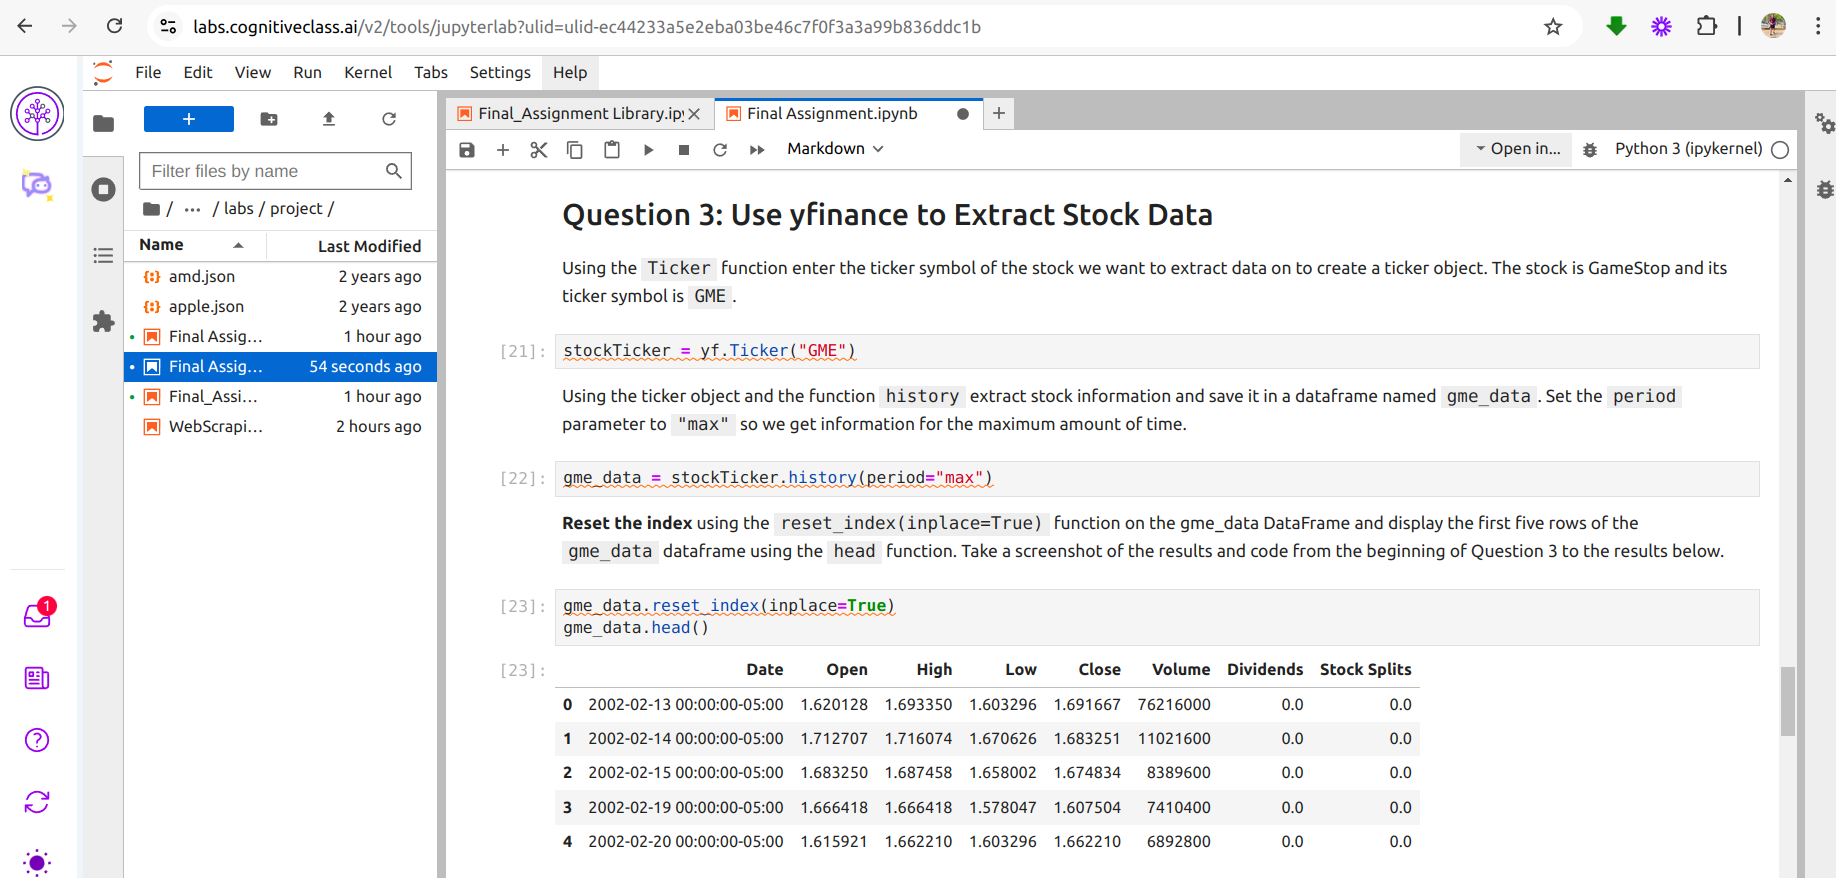 labs.cognitiveclass.ai/v2/tools/jupyterlab?ulid=ulid-ec44233a5e2eba03be46c7f0f3a3a99b836ddc1b
File Edit View Run Kernel Tabs Settings Help
Final_Assignment Library.ipy
Final Assignment.ipynb
Markdown
Open in...
Python 3 (ipykernel)
Filter files by name
/ ... / labs / project /
Name Last Modified
amd.json 2 years ago
apple.json 2 years ago
Final Assig... 1 hour ago
Final Assig... 54 seconds ago
Final_Assi... 1 hour ago
WebScrapi... 2 hours ago
1
Question 3: Use yfinance to Extract Stock Data
Using the Ticker function enter the ticker symbol of the stock we want to extract data on to create a ticker object. The stock is GameStop and its
ticker symbol is GME .
[21]: stockTicker = yf.Ticker("GME")
Using the ticker object and the function history extract stock information and save it in a dataframe named gme_data . Set the period
parameter to "max" so we get information for the maximum amount of time.
[22]: gme_data = stockTicker.history(period="max")
Reset the index using the reset_index(inplace=True) function on the gme_data DataFrame and display the first five rows of the
gme_data dataframe using the head function. Take a screenshot of the results and code from the beginning of Question 3 to the results below.
[23]: gme_data.reset_index(inplace=True)
gme_data.head()
[23]: Date Open High Low Close Volume Dividends Stock Splits
0 2002-02-13 00:00:00-05:00 1.620128 1.693350 1.603296 1.691667 76216000 0.0 0.0
1 2002-02-14 00:00:00-05:00 1.712707 1.716074 1.670626 1.683251 11021600 0.0 0.0
2 2002-02-15 00:00:00-05:00 1.683250 1.687458 1.658002 1.674834 8389600 0.0 0.0
3 2002-02-19 00:00:00-05:00 1.666418 1.666418 1.578047 1.607504 7410400 0.0 0.0
4 2002-02-20 00:00:00-05:00 1.615921 1.662210 1.603296 1.662210 6892800 0.0 0.0